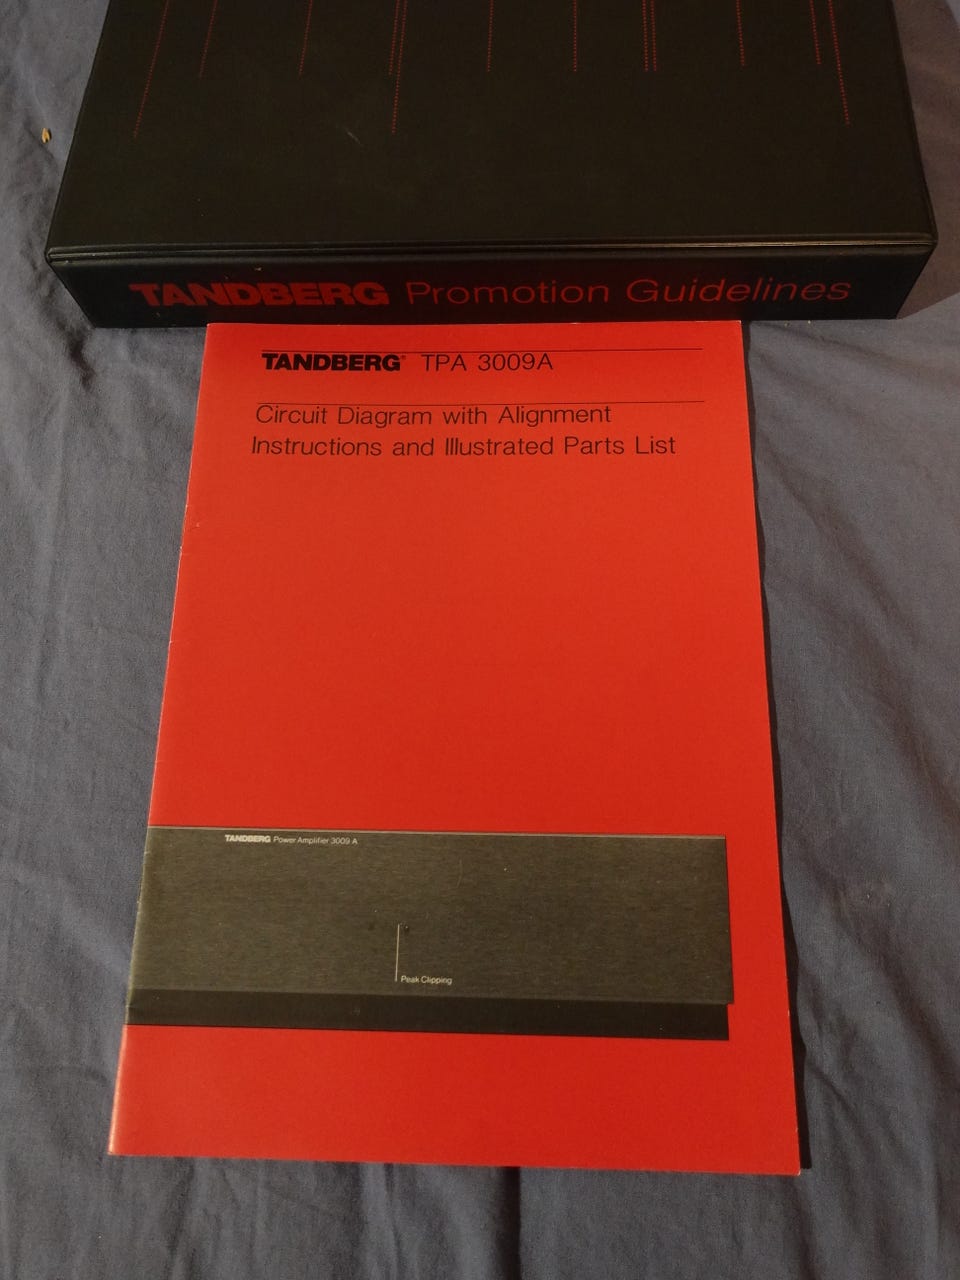 TANDBERG Promotion Guidelines
TANDBERG® TPA 3009A
Circuit Diagram with Alignment
Instructions and Illustrated Parts List
TANDBERG Power Amplifier 3009 A
Peak Clipping